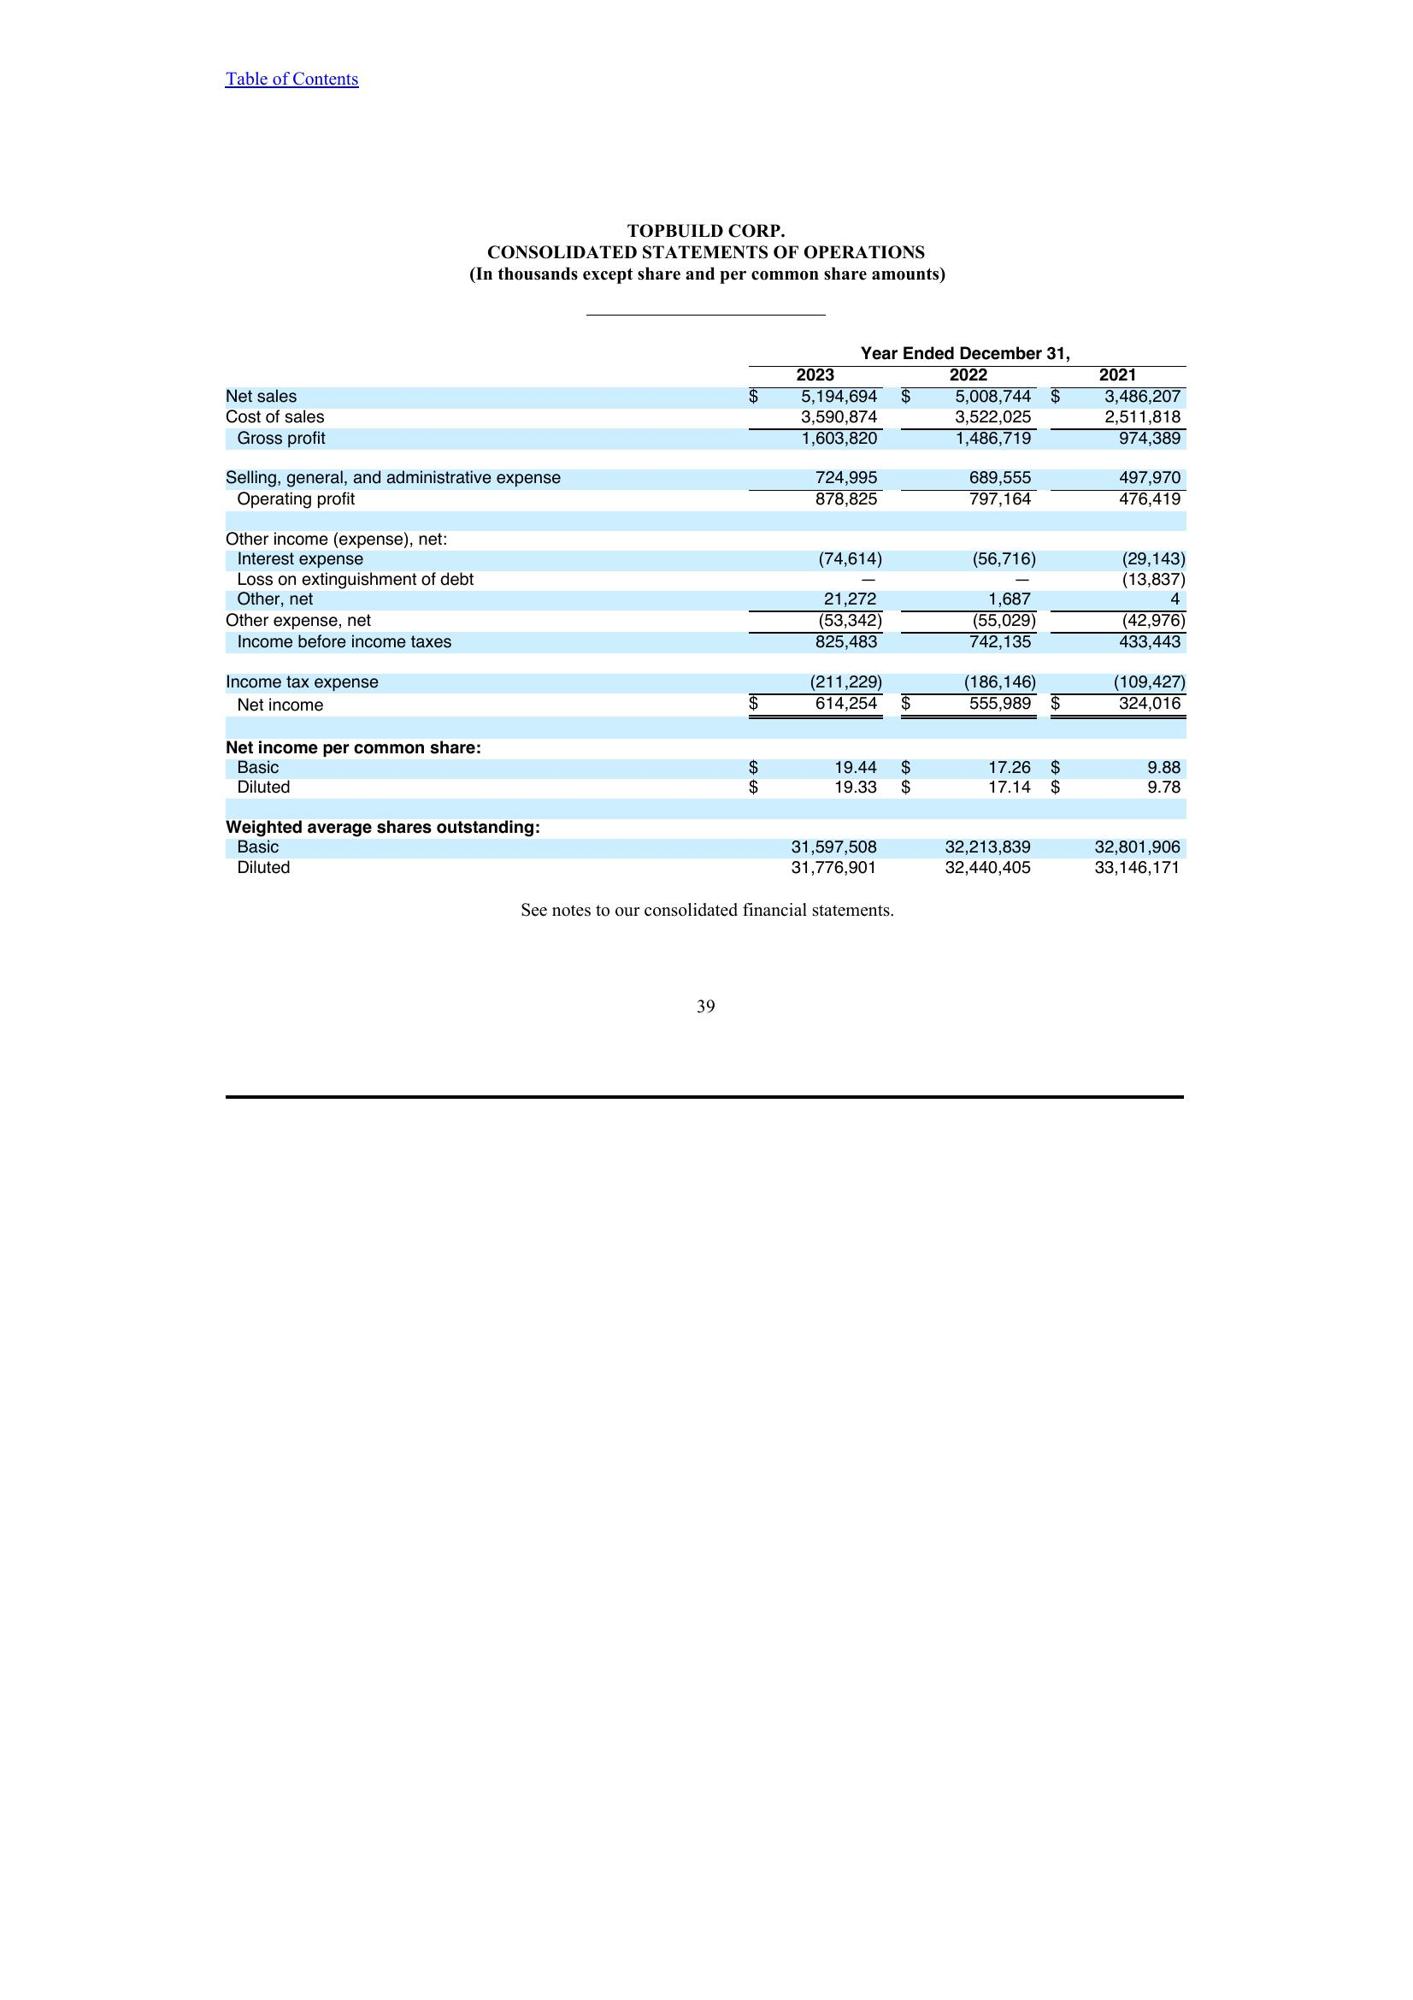 Table of Contents
TOPBUILD CORP.
CONSOLIDATED STATEMENTS OF OPERATIONS
(In thousands except share and per common share amounts)
Year Ended December 31,
2023 2022 2021
Net sales $ 5,194,694 $ 5,008,744 $ 3,486,207
Cost of sales 3,590,874 3,522,025 2,511,818
Gross profit 1,603,820 1,486,719 974,389
Selling, general, and administrative expense 724,995 689,555 497,970
Operating profit 878,825 797,164 476,419
Other income (expense), net:
Interest expense (74,614) (56,716) (29,143)
Loss on extinguishment of debt — — (13,837)
Other, net 21,272 1,687 4
Other expense, net (53,342) (55,029) (42,976)
Income before income taxes 825,483 742,135 433,443
Income tax expense (211,229) (186,146) (109,427)
Net income $ 614,254 $ 555,989 $ 324,016
Net income per common share:
Basic $ 19.44 $ 17.26 $ 9.88
Diluted $ 19.33 $ 17.14 $ 9.78
Weighted average shares outstanding:
Basic 31,597,508 32,213,839 32,801,906
Diluted 31,776,901 32,440,405 33,146,171
See notes to our consolidated financial statements.
39